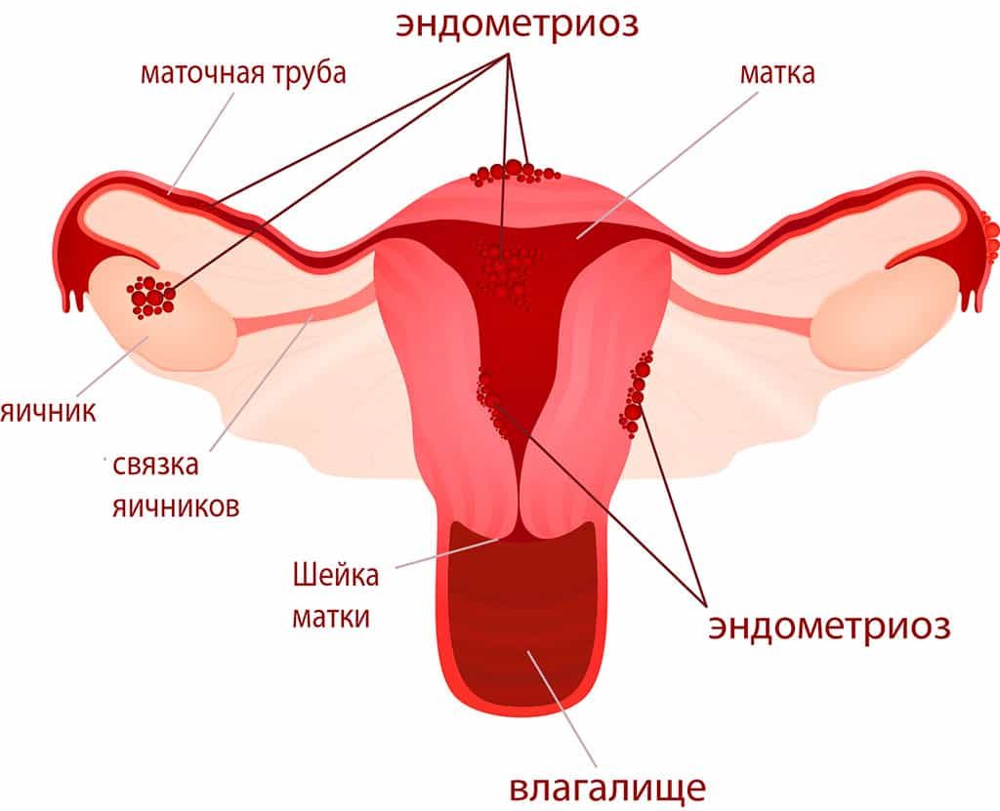 эндометриоз
маточная труба
матка
яичник
связка
яичников
Шейка
матки
эндометриоз
влагалище